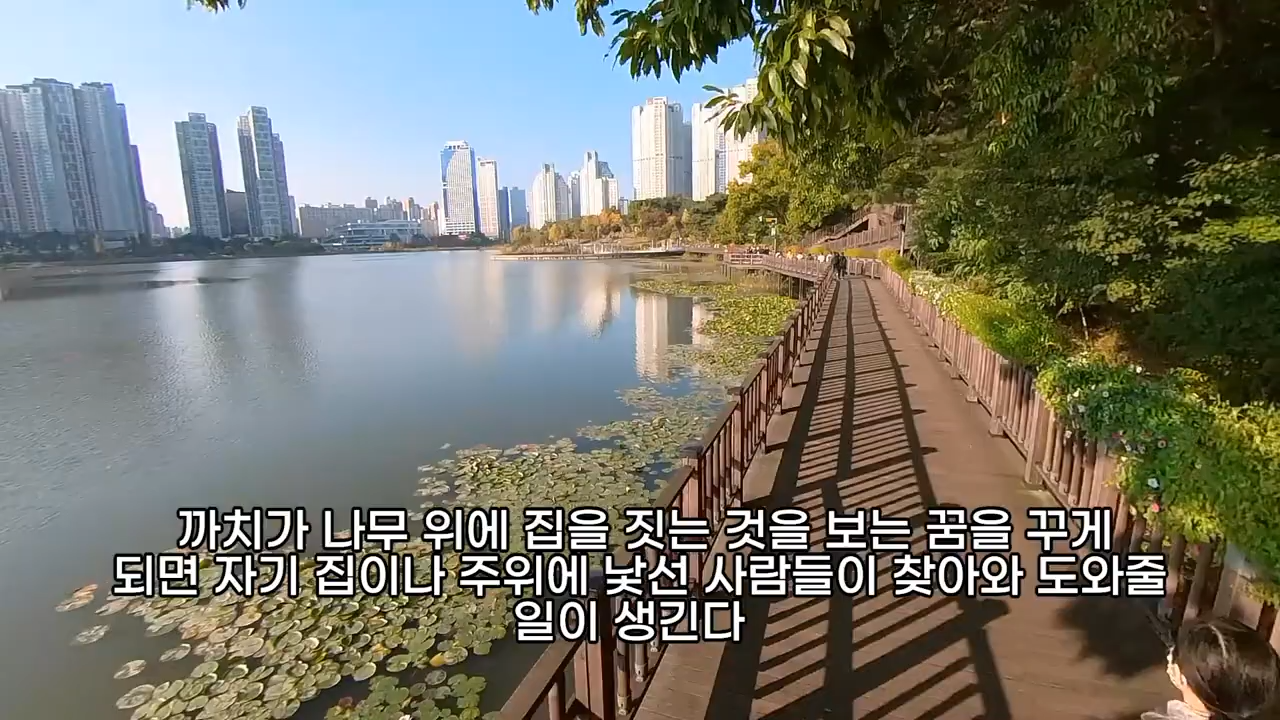 까치가 나무 위에 집을 짓는 것을 보는 꿈을 꾸게
되면 자기 집이나 주위에 낯선 사람들이 찾아와 도와줄
일이 생긴다